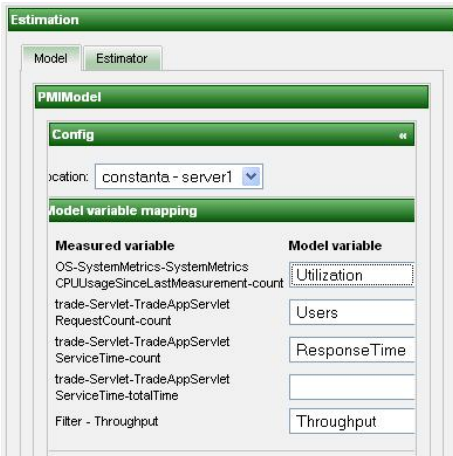 Estimation
Model Estimator
PMIModel
Config «
ocation: constanta - server1
Model variable mapping
Measured variable Model variable
OS-SystemMetrics-SystemMetrics
CPUUsageSinceLastMeasurement-count Utilization
trade-Servlet-TradeAppServlet
RequestCount-count Users
trade-Servlet-TradeAppServlet
ServiceTime-count ResponseTime
trade-Servlet-TradeAppServlet
ServiceTime-totalTime
Filter - Throughput Throughput